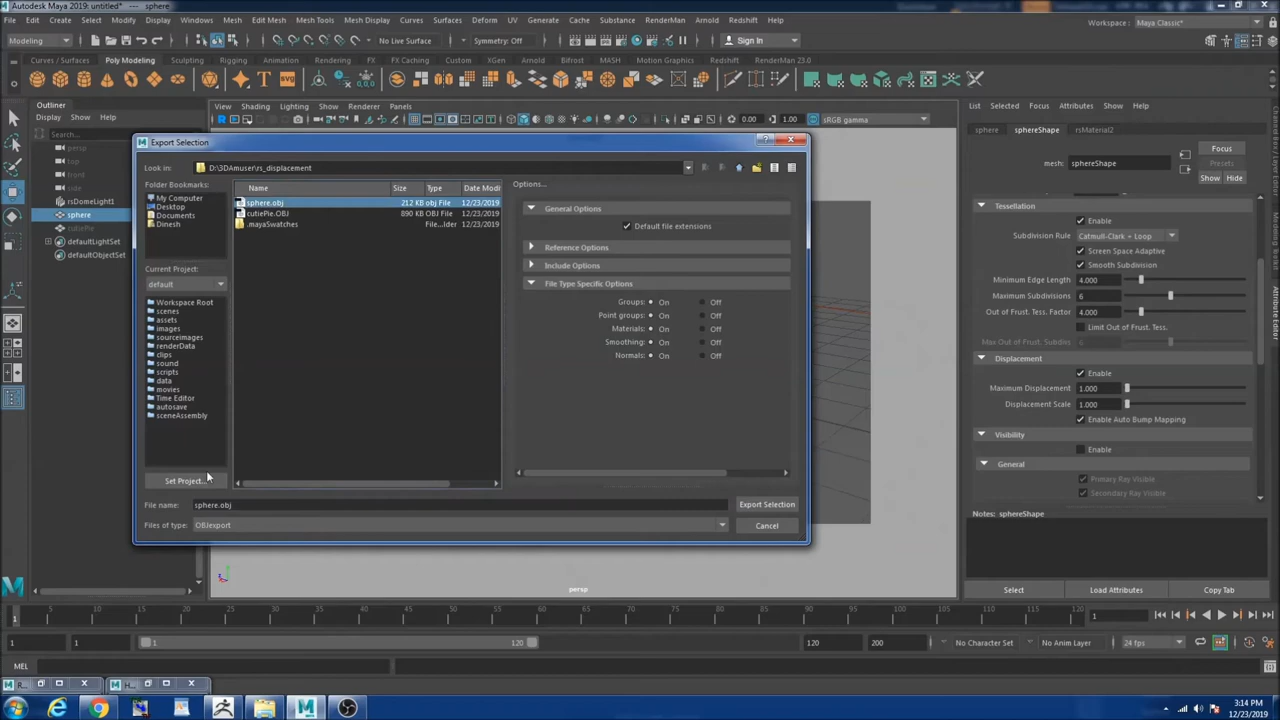 Autodesk Maya 2019: untitled* --- sphere
File Edit Create Select Modify Display Windows Mesh Edit Mesh Mesh Tools Mesh Display Curves Surfaces Deform UV Generate Cache Substance RenderMan Arnold Redshift Help
Workspace : Maya Classic*
Modeling No Live Surface Symmetry: Off Sign In
Curves / Surfaces Poly Modeling Sculpting Rigging Animation Rendering FX FX Caching Custom XGen Arnold Bifrost MASH Motion Graphics Redshift RenderMan 23.0
Outliner
Display Show Help
Search...
persp
top
front
side
rsDomeLight1
sphere
cutiePie
defaultLightSet
defaultObjectSet
View Shading Lighting Show Renderer Panels
0.00 1.00 sRGB gamma
Export Selection
Look in: D:\3DAmuser\rs_displacement
Folder Bookmarks:
My Computer
Desktop
Documents
Dinesh
Current Project:
default
Workspace Root
scenes
assets
images
sourceimages
renderData
clips
sound
scripts
data
movies
Time Editor
autosave
sceneAssembly
Set Project...
Name Size Type Date Modi
sphere.obj 212 KB obj File 12/23/2019
cutiePie.OBJ 890 KB OBJ File 12/23/2019
.mayaSwatches File...lder 12/23/2019
Options...
General Options
Default file extensions
Reference Options
Include Options
File Type Specific Options
Groups: On Off
Point groups: On Off
Materials: On Off
Smoothing: On Off
Normals: On Off
File name: sphere.obj Export Selection
Files of type: OBJexport Cancel
persp
List Selected Focus Attributes Show Help
sphere sphereShape rsMaterial2
mesh: sphereShape
Focus
Presets
Show Hide
Tessellation
Enable
Subdivision Rule Catmull-Clark + Loop
Screen Space Adaptive
Smooth Subdivision
Minimum Edge Length 4.000
Maximum Subdivisions 6
Out of Frust. Tess. Factor 4.000
Limit Out of Frust. Tess.
Max Out of Frust. Subdivs 6
Displacement
Enable
Maximum Displacement 1.000
Displacement Scale 1.000
Enable Auto Bump Mapping
Visibility
Enable
General
Primary Ray Visible
Secondary Ray Visible
Notes: sphereShape
Select Load Attributes Copy Tab
Modeling Toolkit
Attribute Editor
5 10 15 20 25 30 35 40 45 50 55 60 65 70 75 80 85 90 95 100 105 110 115 120
1 1
1 1 1 120 120 200 No Character Set No Anim Layer 24 fps
MEL
R... H...
3:14 PM
12/23/2019